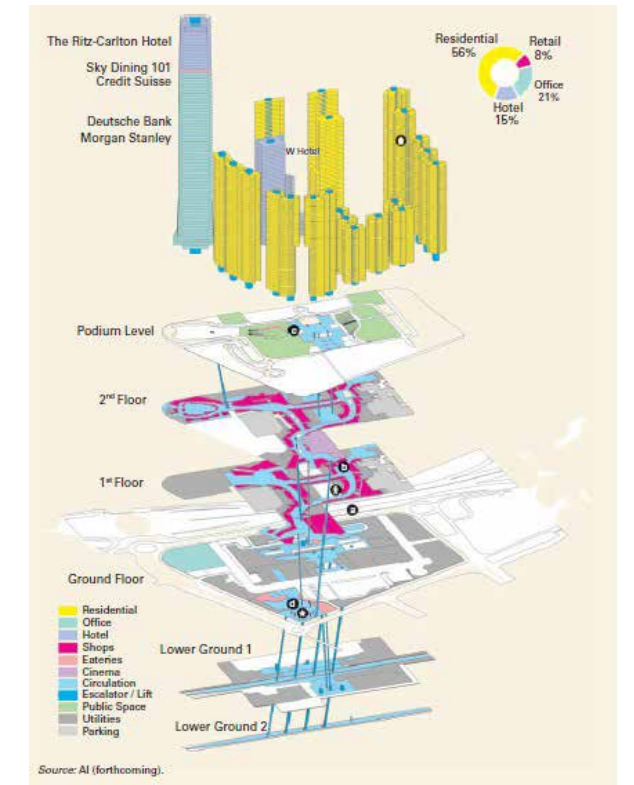 The Ritz-Carlton Hotel
Sky Dining 101
Credit Suisse
Deutsche Bank
Morgan Stanley
Residential
56%
Retail
8%
Office
21%
Hotel
15%
W Hotel
Podium Level
2nd Floor
1st Floor
Ground Floor
Lower Ground 1
Lower Ground 2
b
a
d
Residential
Office
Hotel
Shops
Eateries
Cinema
Circulation
Escalator / Lift
Public Space
Utilities
Parking
Source: AI (forthcoming).